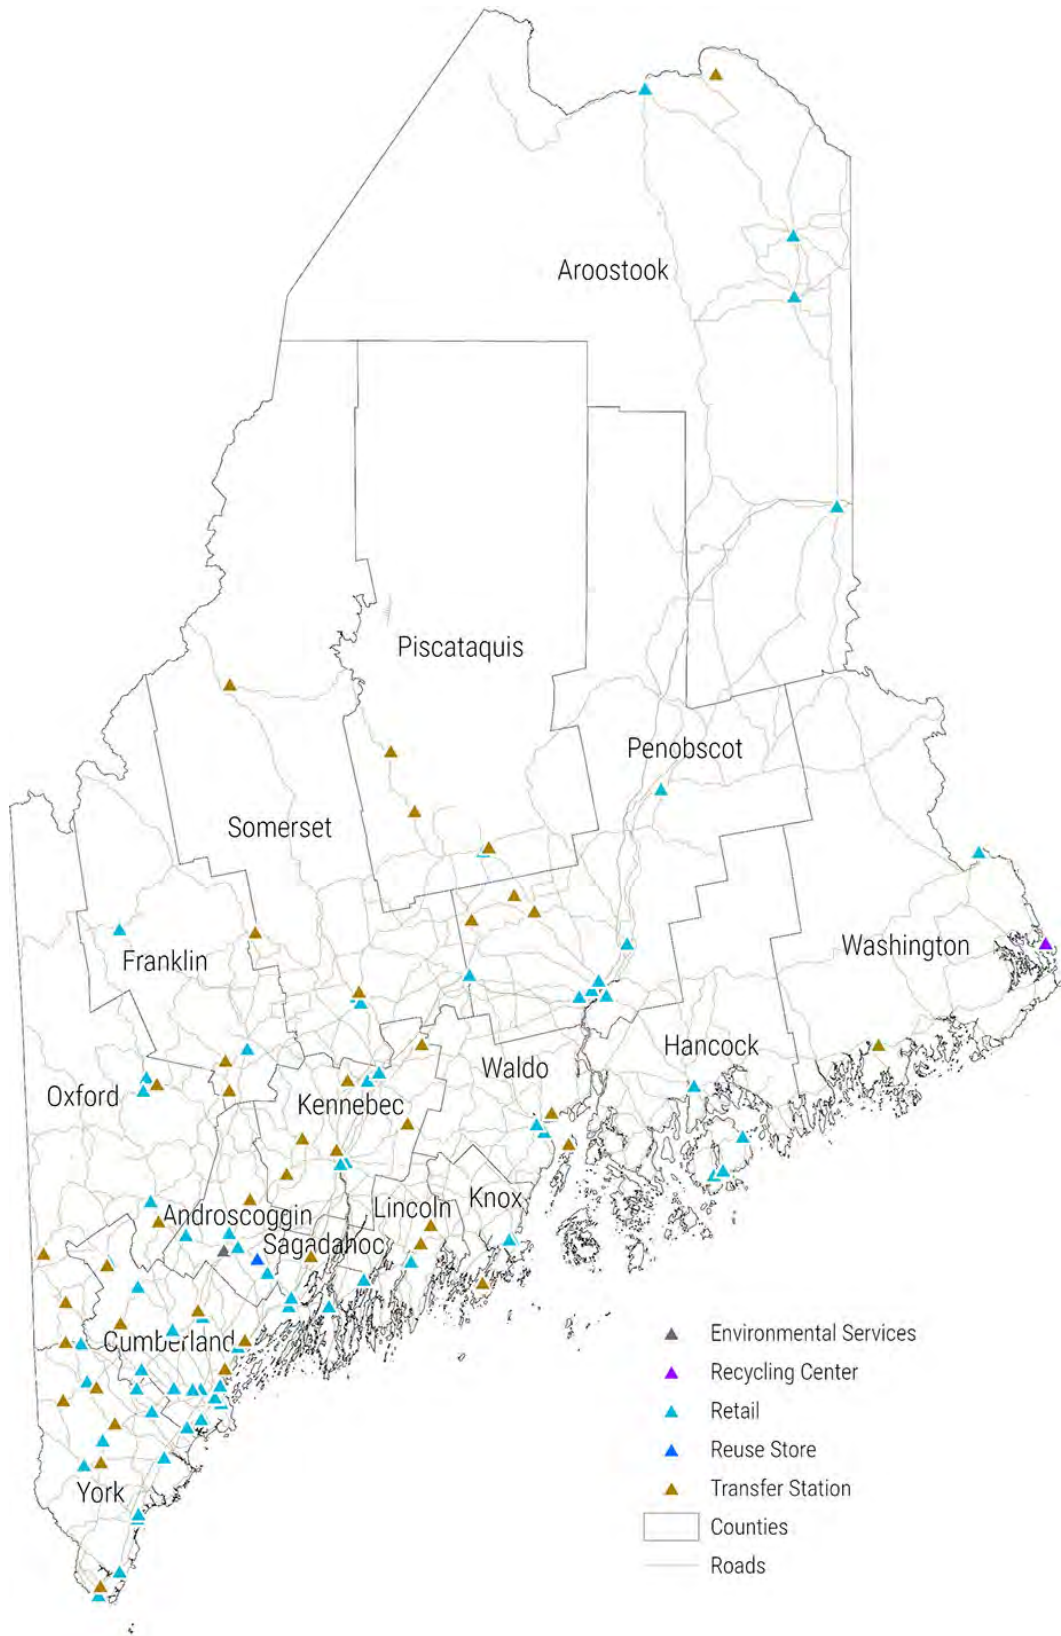 Aroostook
Piscataquis
Penobscot
Somerset
Franklin
Washington
Hancock
Waldo
Oxford
Kennebec
Knox
Lincoln
Androscoggin
Sagadahoc
Cumberland
York
Environmental Services
Recycling Center
Retail
Reuse Store
Transfer Station
Counties
Roads